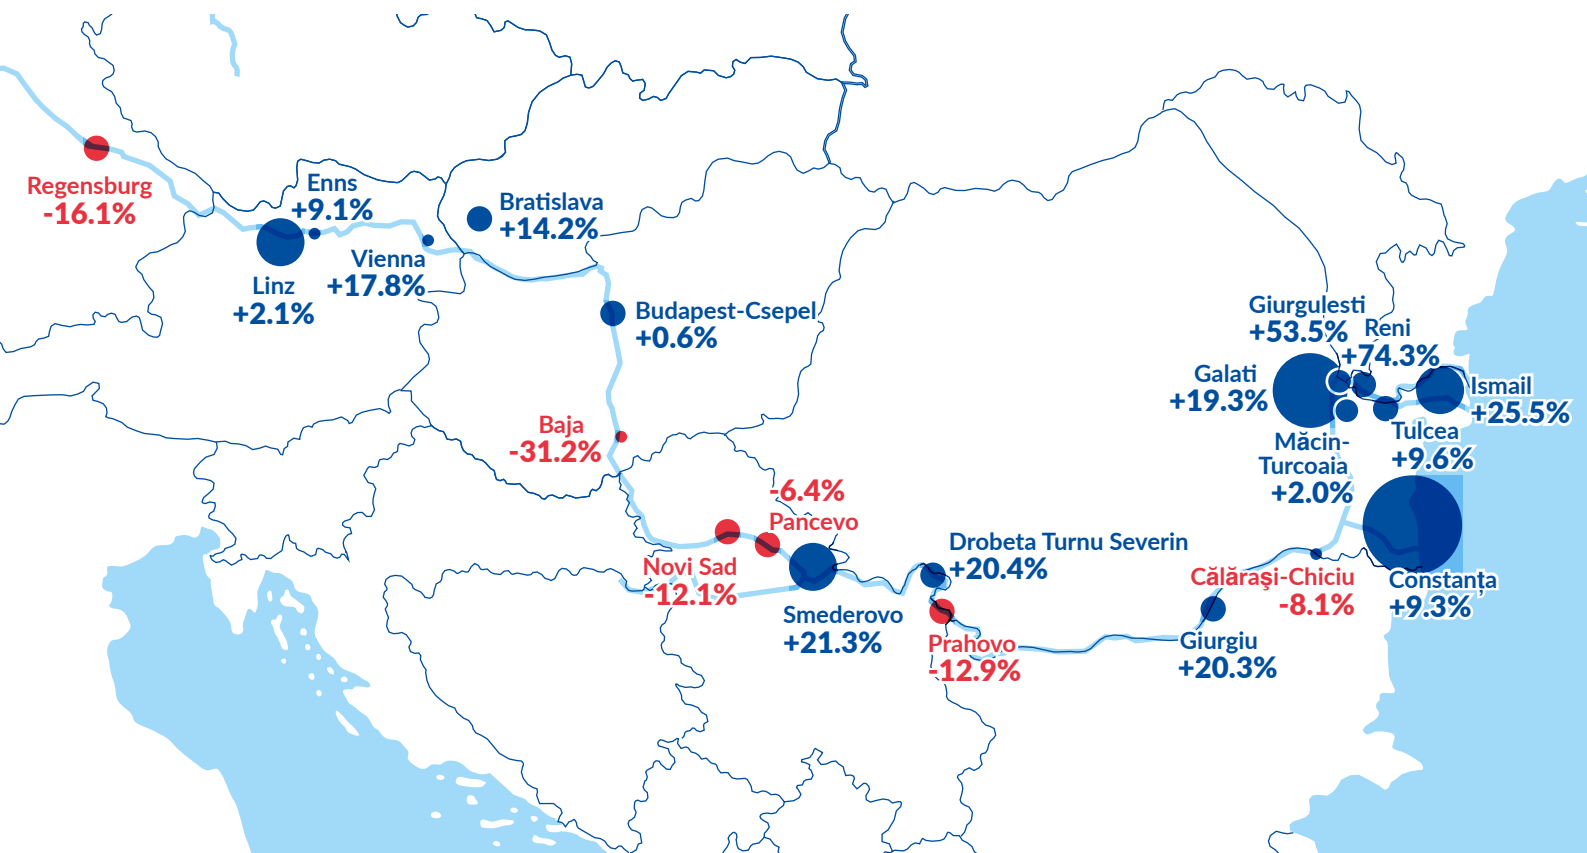 Regensburg
-16.1%
Enns
+9.1%
Linz
+2.1%
Vienna
+17.8%
Bratislava
+14.2%
Budapest-Csepel
+0.6%
Baja
-31.2%
Novi Sad
-12.1%
-6.4%
Pancevo
Smederovo
+21.3%
Drobeta Turnu Severin
+20.4%
Prahovo
-12.9%
Giurgiu
+20.3%
Călăraşi-Chiciu
-8.1%
Constanța
+9.3%
Măcin-
Turcoaia
+2.0%
Galati
+19.3%
Giurgulesti
+53.5%
Reni
+74.3%
Tulcea
+9.6%
Ismail
+25.5%